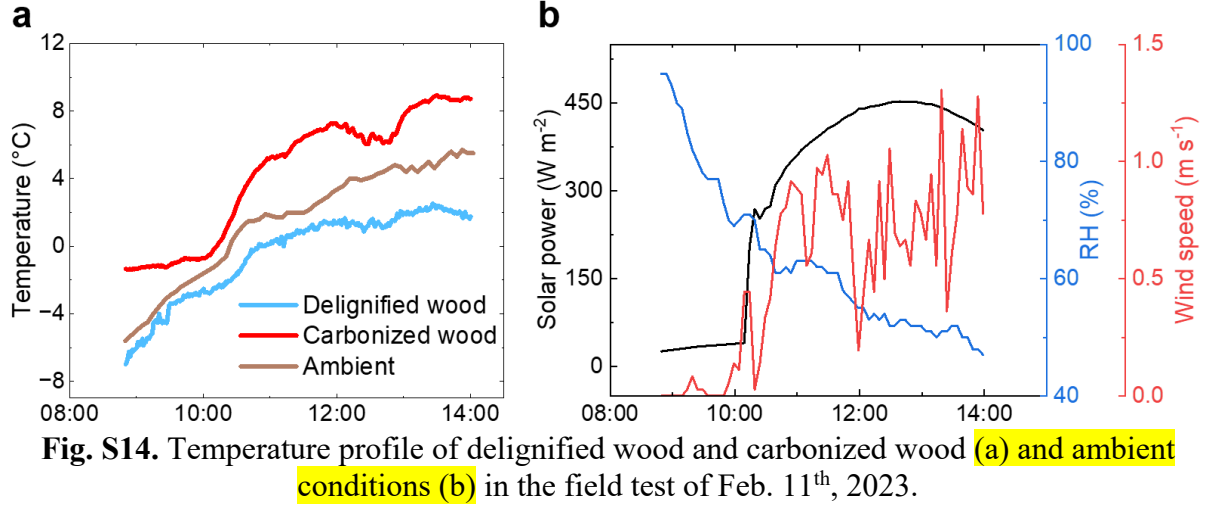 a
b
12
8
4
0
−4
−8
Temperature (°C)
Delignified wood
Carbonized wood
Ambient
08:00 10:00 12:00 14:00
450
300
150
0
Solar power (W m⁻²)
08:00 10:00 12:00 14:00
100
80
60
40
RH (%)
1.5
1.0
0.5
0.0
Wind speed (m s⁻¹)
Fig. S14. Temperature profile of delignified wood and carbonized wood (a) and ambient
conditions (b) in the field test of Feb. 11th, 2023.